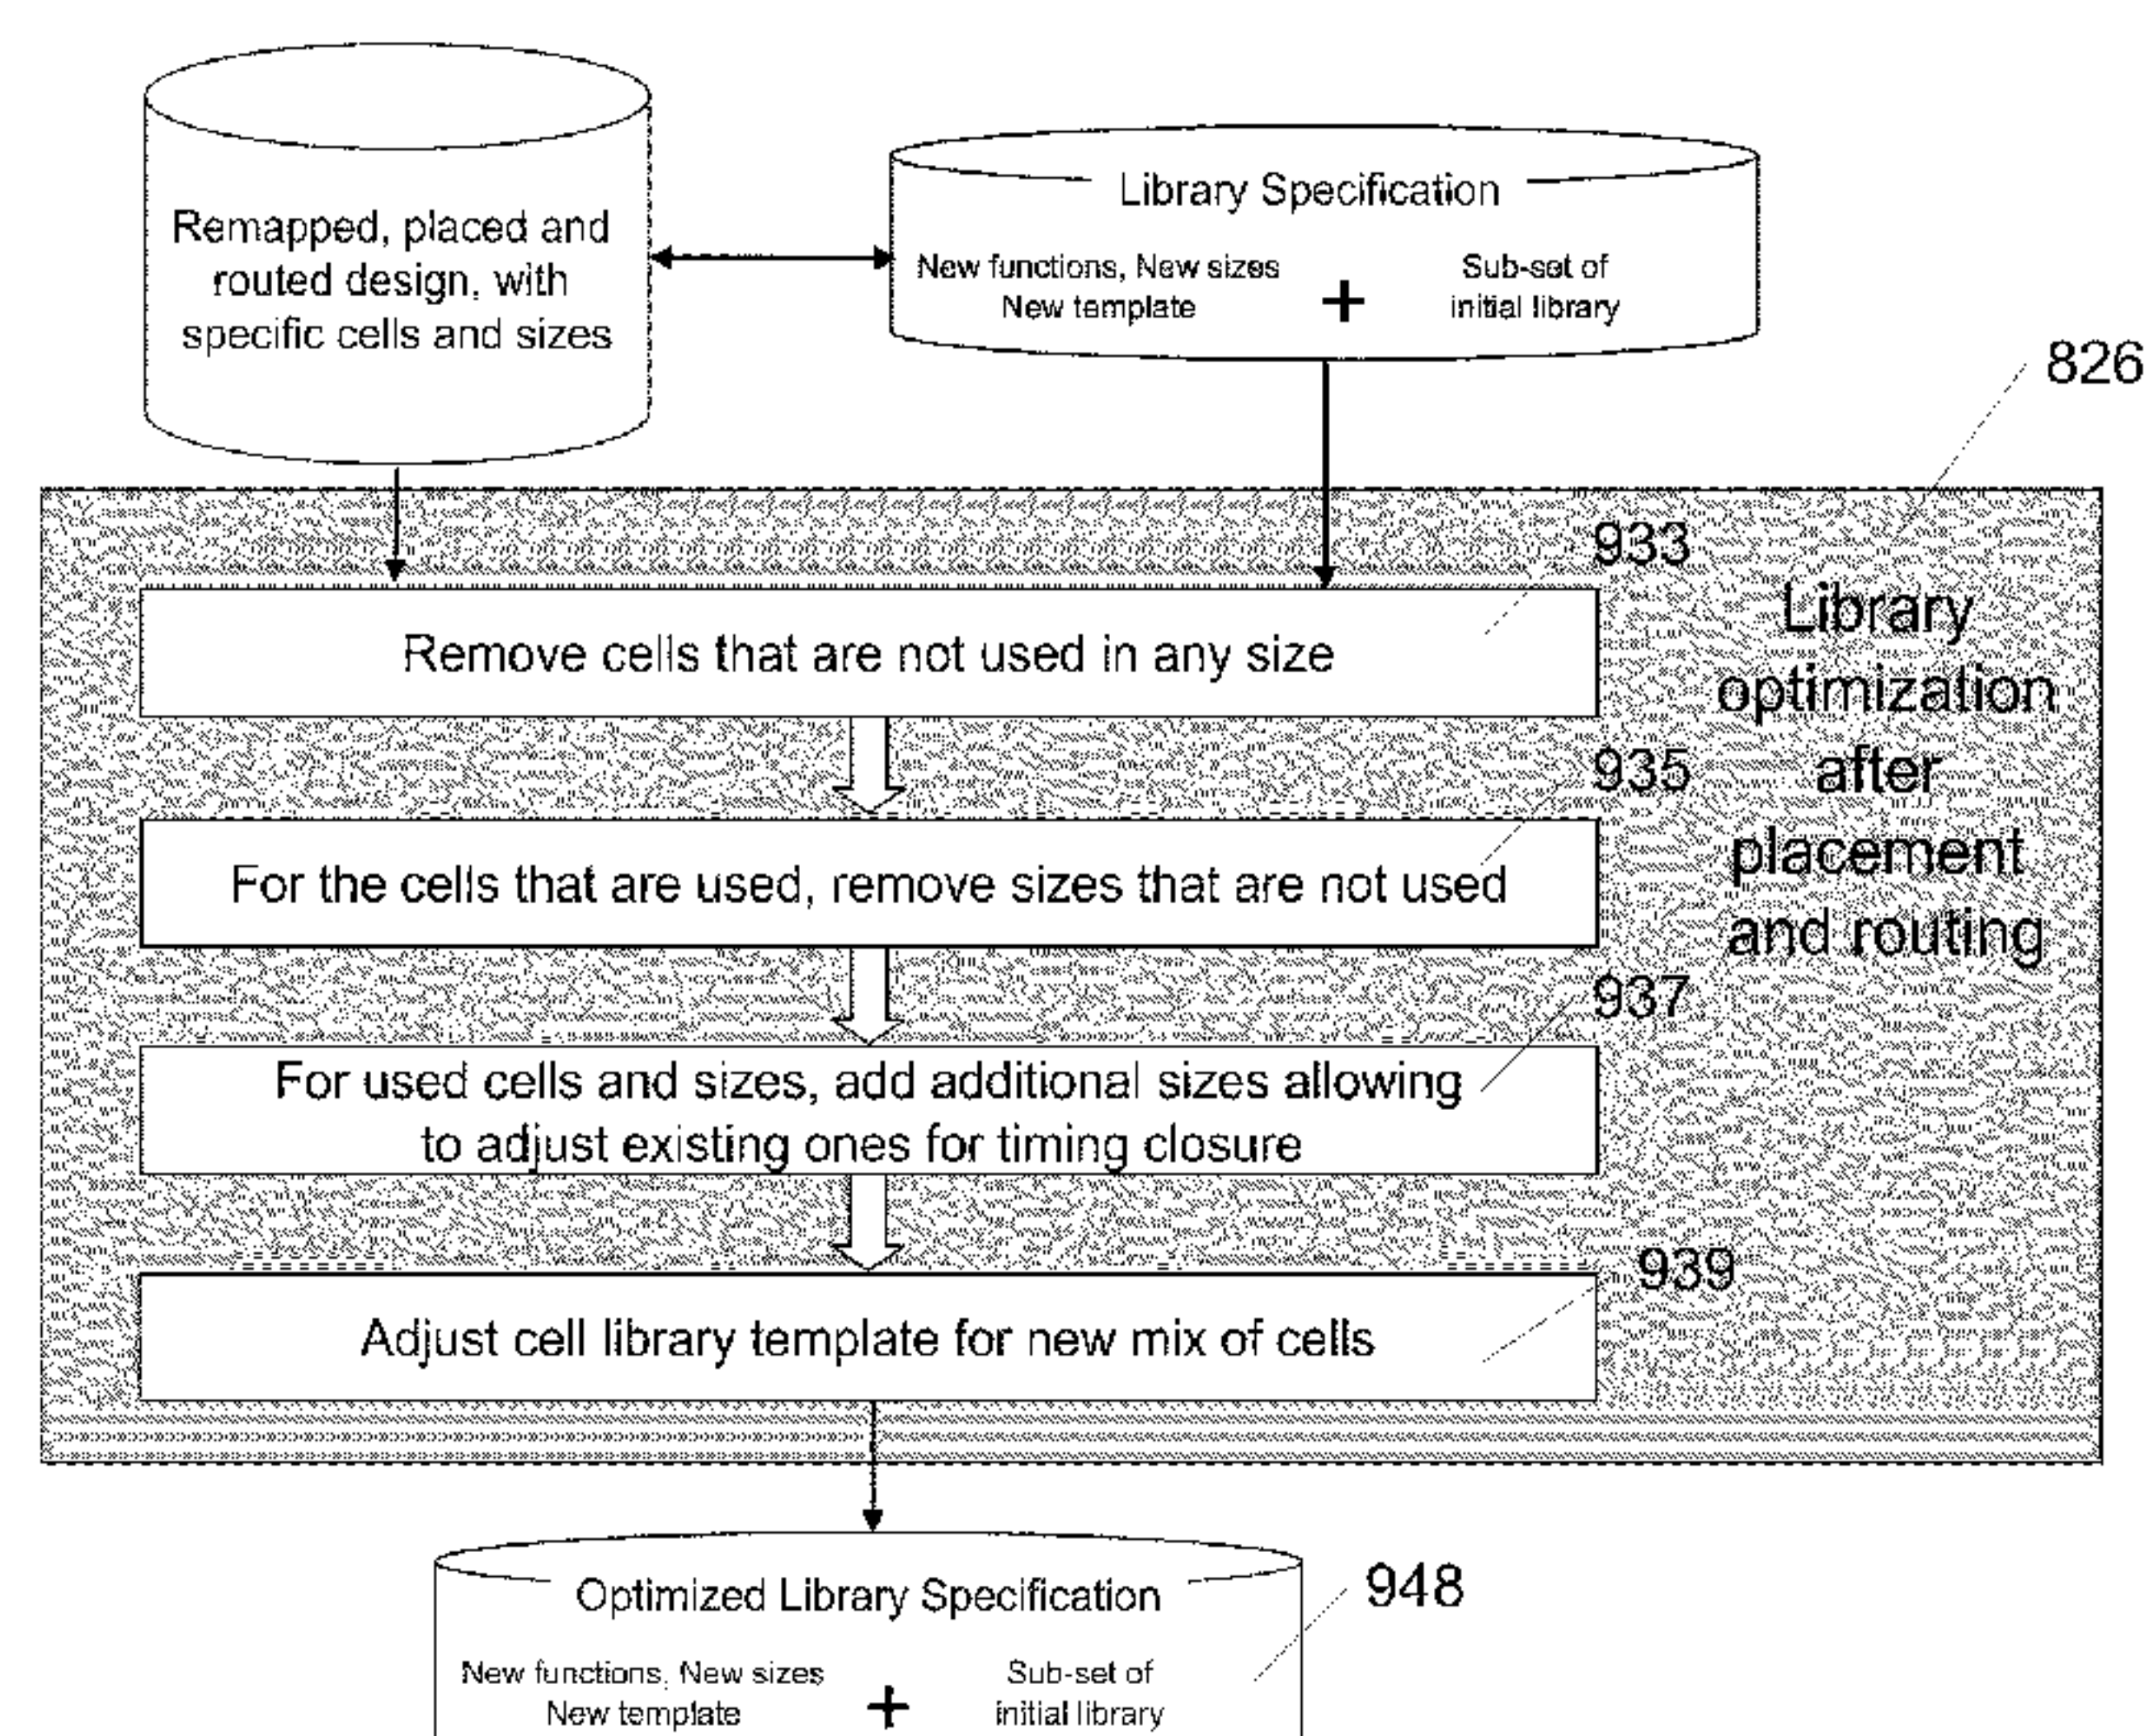 Remapped, placed and
routed design, with
specific cells and sizes
Library Specification
New functions, New sizes
New template
+
Sub-set of
initial library
826
933
Library
optimization
after
placement
and routing
Remove cells that are not used in any size
935
For the cells that are used, remove sizes that are not used
937
For used cells and sizes, add additional sizes allowing
to adjust existing ones for timing closure
939
Adjust cell library template for new mix of cells
Optimized Library Specification
948
New functions, New sizes
New template
+
Sub-set of
initial library